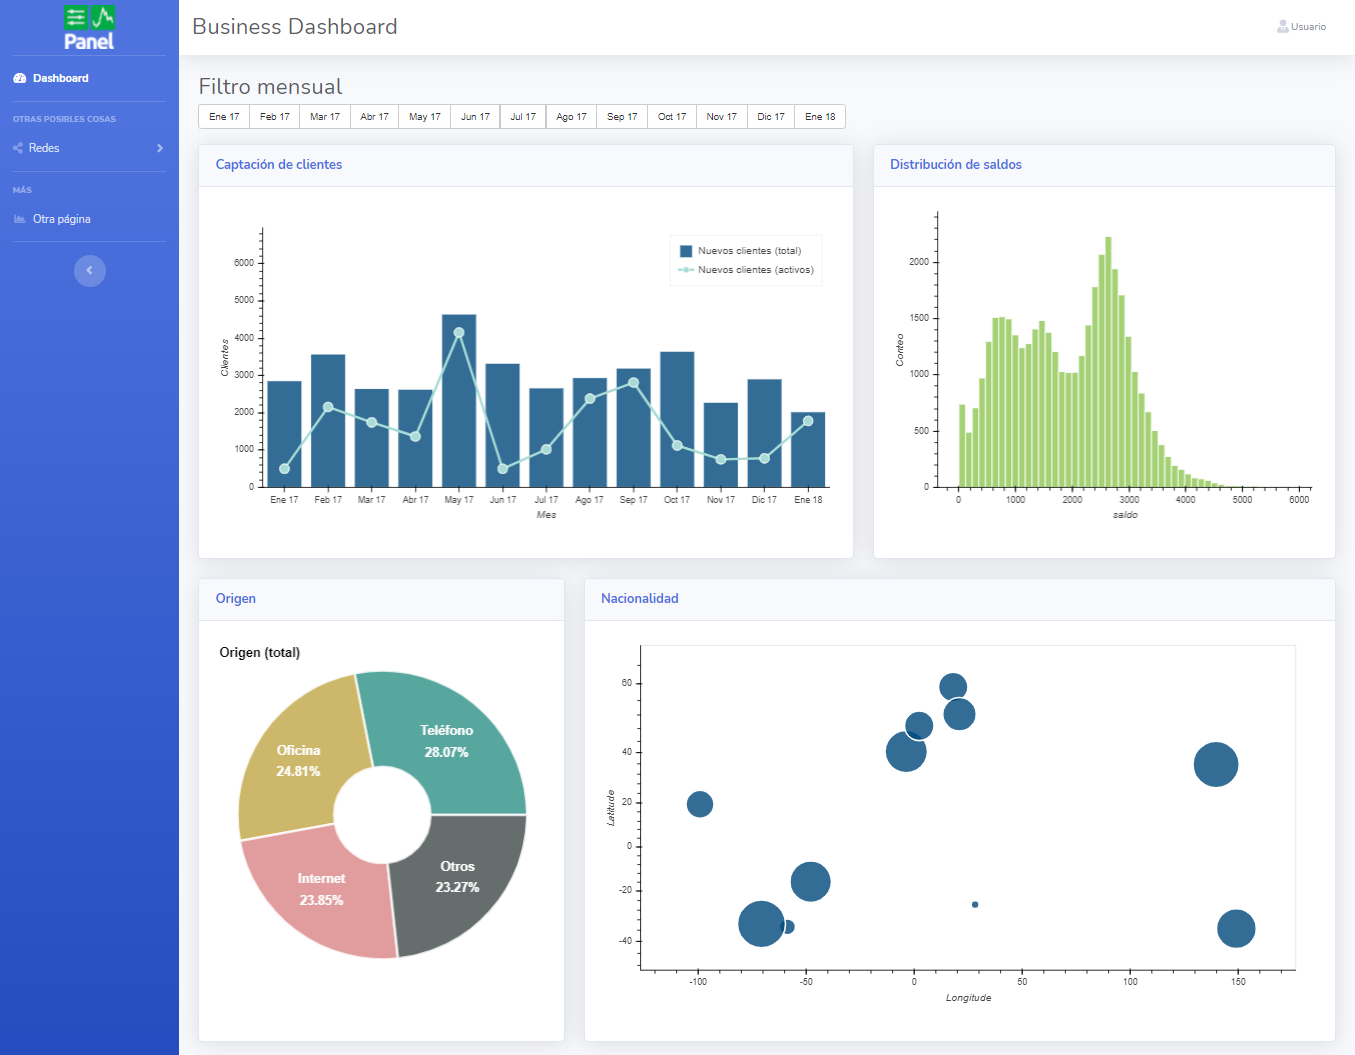 Panel
Dashboard
OTRAS POSIBLES COSAS
Redes
MÁS
Otra página
Business Dashboard
Usuario
Filtro mensual
Ene 17 Feb 17 Mar 17 Abr 17 May 17 Jun 17 Jul 17 Ago 17 Sep 17 Oct 17 Nov 17 Dic 17 Ene 18
Captación de clientes
Nuevos clientes (total)
Nuevos clientes (activos)
Clientes
6000
5000
4000
3000
2000
1000
0
Ene 17 Feb 17 Mar 17 Abr 17 May 17 Jun 17 Jul 17 Ago 17 Sep 17 Oct 17 Nov 17 Dic 17 Ene 18
Mes
Distribución de saldos
Conteo
2000
1500
1000
500
0
0 1000 2000 3000 4000 5000 6000
saldo
Origen
Origen (total)
Teléfono
28.07%
Oficina
24.81%
Internet
23.85%
Otros
23.27%
Nacionalidad
Latitude
60
40
20
0
-20
-40
-100 -50 0 50 100 150
Longitude